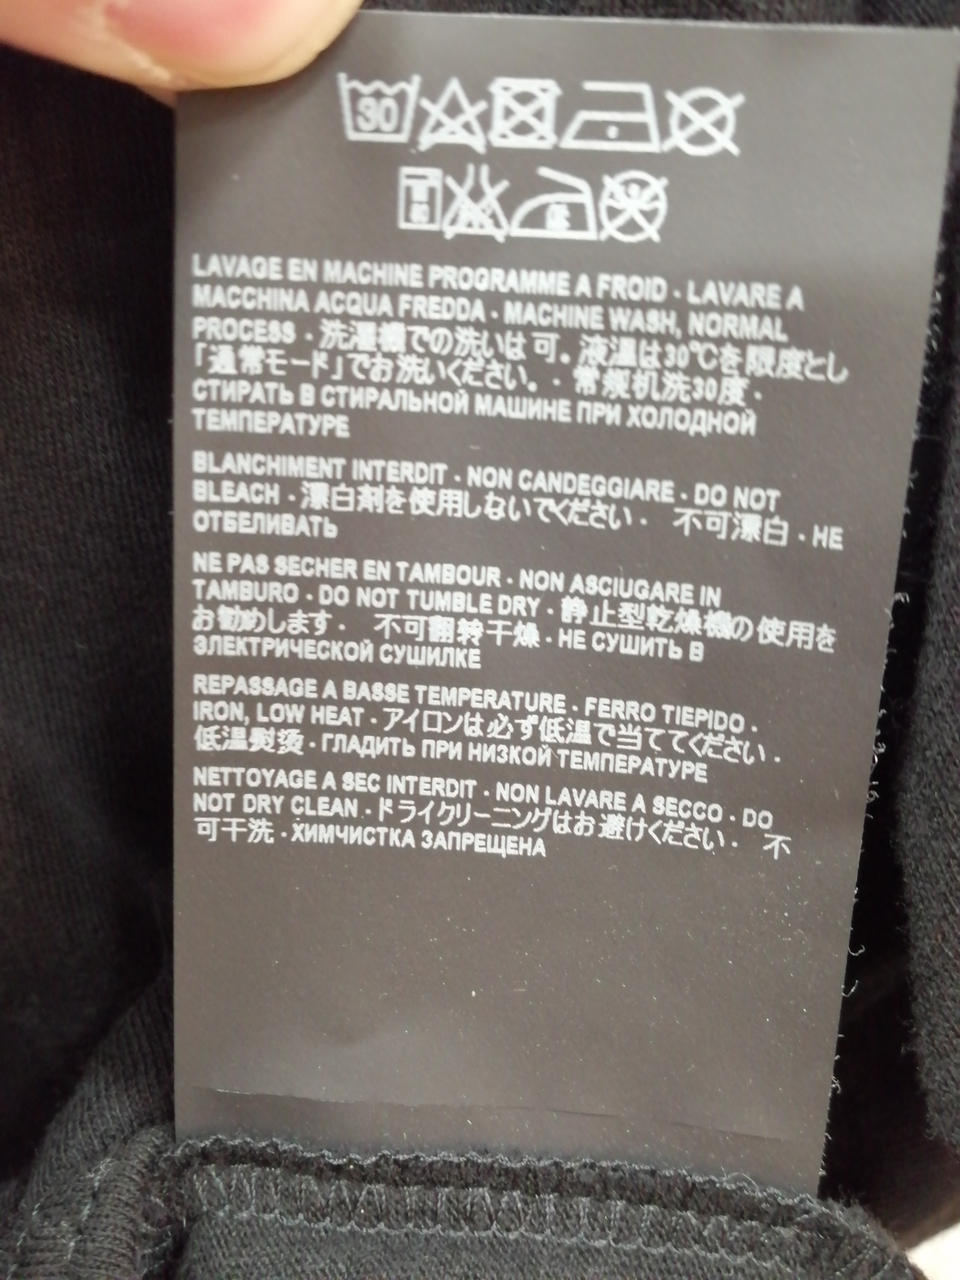 30
LAVAGE EN MACHINE PROGRAMME A FROID - LAVARE A
MACCHINA ACQUA FREDDA - MACHINE WASH, NORMAL
PROCESS - 洗濯機での洗いは 可。液温は30℃を 限度とし
「通常モード」でお洗いください。 - 常规机洗30度 -
СТИРАТЬ В СТИРАЛЬНОЙ МАШИНЕ ПРИ ХОЛОДНОЙ
ТЕМПЕРАТУРЕ
BLANCHIMENT INTERDIT - NON CANDEGGIARE - DO NOT
BLEACH - 漂白剤を使用しないでください - 不可漂白 - НЕ
ОТБЕЛИВАТЬ
NE PAS SECHER EN TAMBOUR - NON ASCIUGARE IN
TAMBURO - DO NOT TUMBLE DRY - 静止型乾燥機の使用を
お勧めします - 不可翻转干燥 - НЕ СУШИТЬ В
ЭЛЕКТРИЧЕСКОЙ СУШИЛКЕ
REPASSAGE A BASSE TEMPERATURE - FERRO TIEPIDO -
IRON, LOW HEAT - アイロンは必ず低温で当ててください -
低温熨烫 - ГЛАДИТЬ ПРИ НИЗКОЙ ТЕМПЕРАТУРЕ
NETTOYAGE A SEC INTERDIT - NON LAVARE A SECCO - DO
NOT DRY CLEAN - ドライクリーニングはお避けください - 不
可干洗 - ХИМЧИСТКА ЗАПРЕЩЕНА